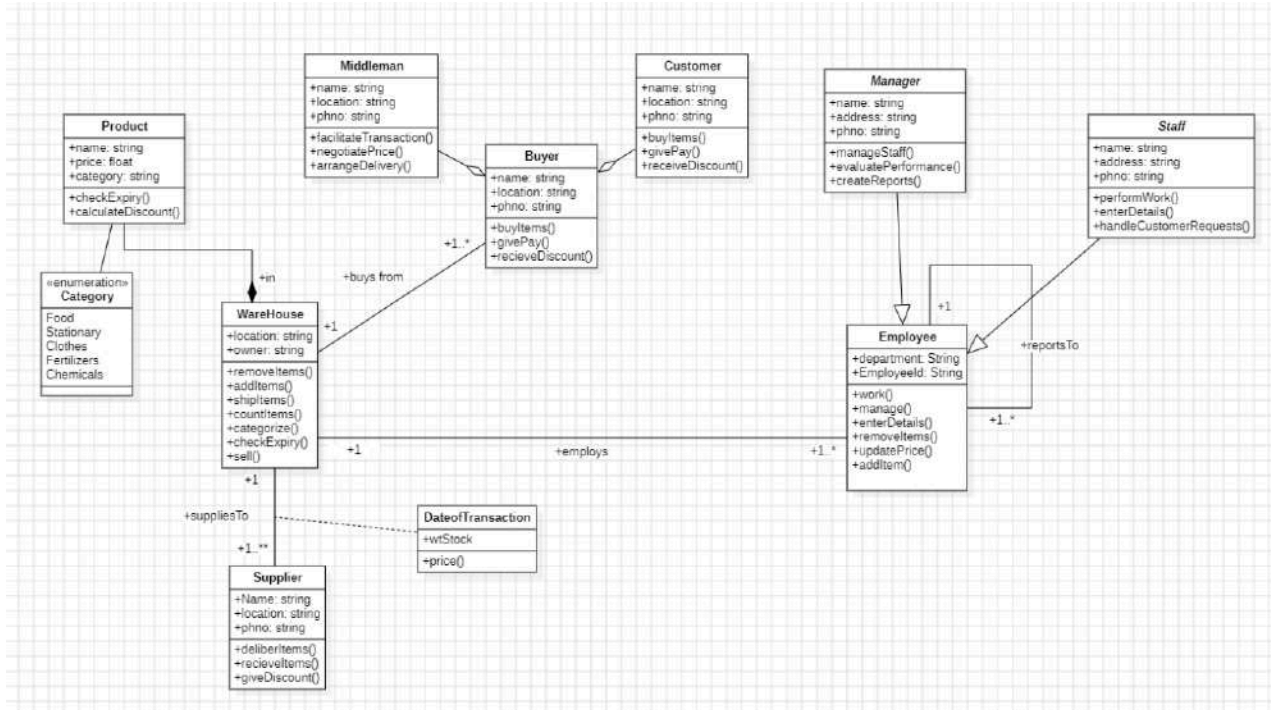 Middleman
+name: string
+location: string
+phno: string
+facilitateTransaction()
+negotiatePrice()
+arrangeDelivery()
Customer
+name: string
+location: string
+phno: string
+buyItems()
+givePay()
+receiveDiscount()
Manager
+name: string
+address: string
+phno: string
+manageStaff()
+evaluatePerformance()
+createReports()
Staff
+name: string
+address: string
+phno: string
+performWork()
+enterDetails()
+handleCustomerRequests()
Product
+name: string
+price: float
+category: string
+checkExpiry()
+calculateDiscount()
Buyer
+name: string
+location: string
+phno: string
+buyItems()
+givePay()
+recieveDiscount()
+1..*
+buys from
+1
+in
«enumeration»
Category
Food
Stationary
Clothes
Fertilizers
Chemicals
WareHouse
+location: string
+owner: string
+removeItems()
+addItems()
+shipItems()
+countItems()
+categorize()
+checkExpiry()
+sell()
Employee
+department: String
+EmployeeId: String
+work()
+manage()
+enterDetails()
+removeItems()
+updatePrice()
+addItem()
+1
+reportsTo
+1..*
+1
+employs
+1..*
+1
+suppliesTo
+1..**
DateofTransaction
+wtStock
+price()
Supplier
+Name: string
+location: string
+phno: string
+deliberItems()
+recieveItems()
+giveDiscount()